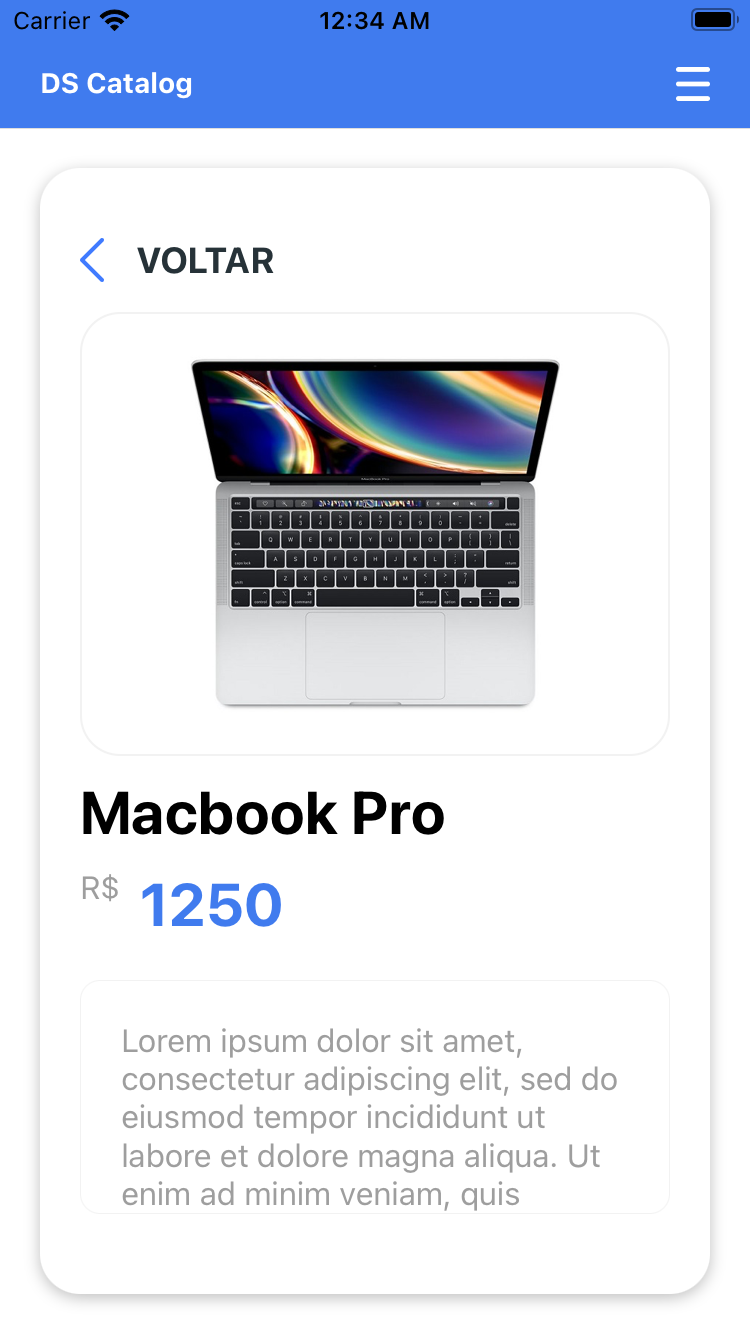 Carrier 12:34 AM
DS Catalog
VOLTAR
Macbook Pro
R$ 1250
Lorem ipsum dolor sit amet,
consectetur adipiscing elit, sed do
eiusmod tempor incididunt ut
labore et dolore magna aliqua. Ut
enim ad minim veniam, quis